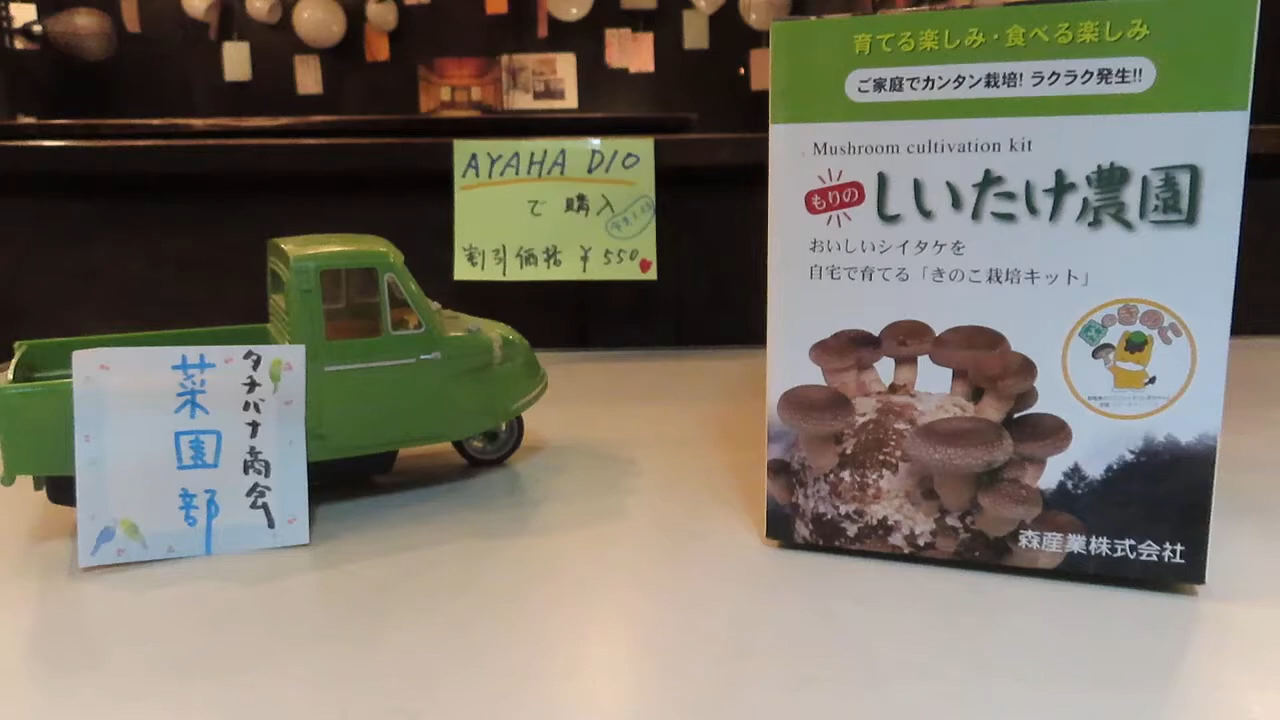 タチバナ商会
菜園部
AYAHA DIO
で購入
割引価格 ¥550
育てる楽しみ・食べる楽しみ
ご家庭でカンタン栽培! ラクラク発生!!
Mushroom cultivation kit
もりの しいたけ農園
おいしいシイタケを
自宅で育てる「きのこ栽培キット」
きのこ
森産業株式会社